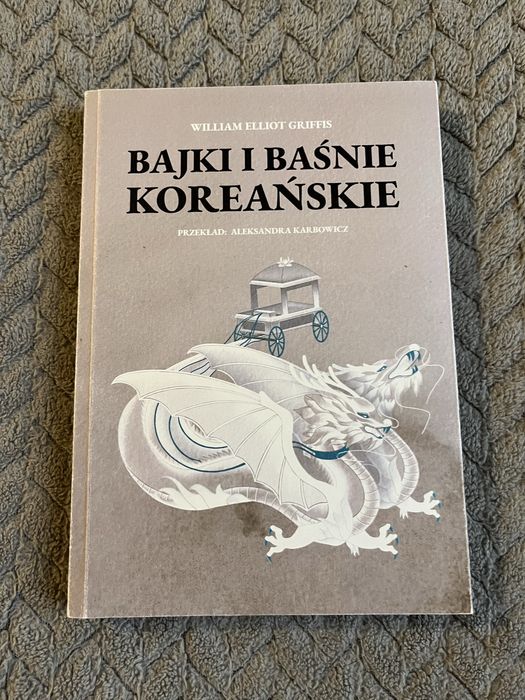 WILLIAM ELLIOT GRIFFIS
BAJKI I BAŚNIE
KOREAŃSKIE
PRZEKŁAD: ALEKSANDRA KARBOWICZ